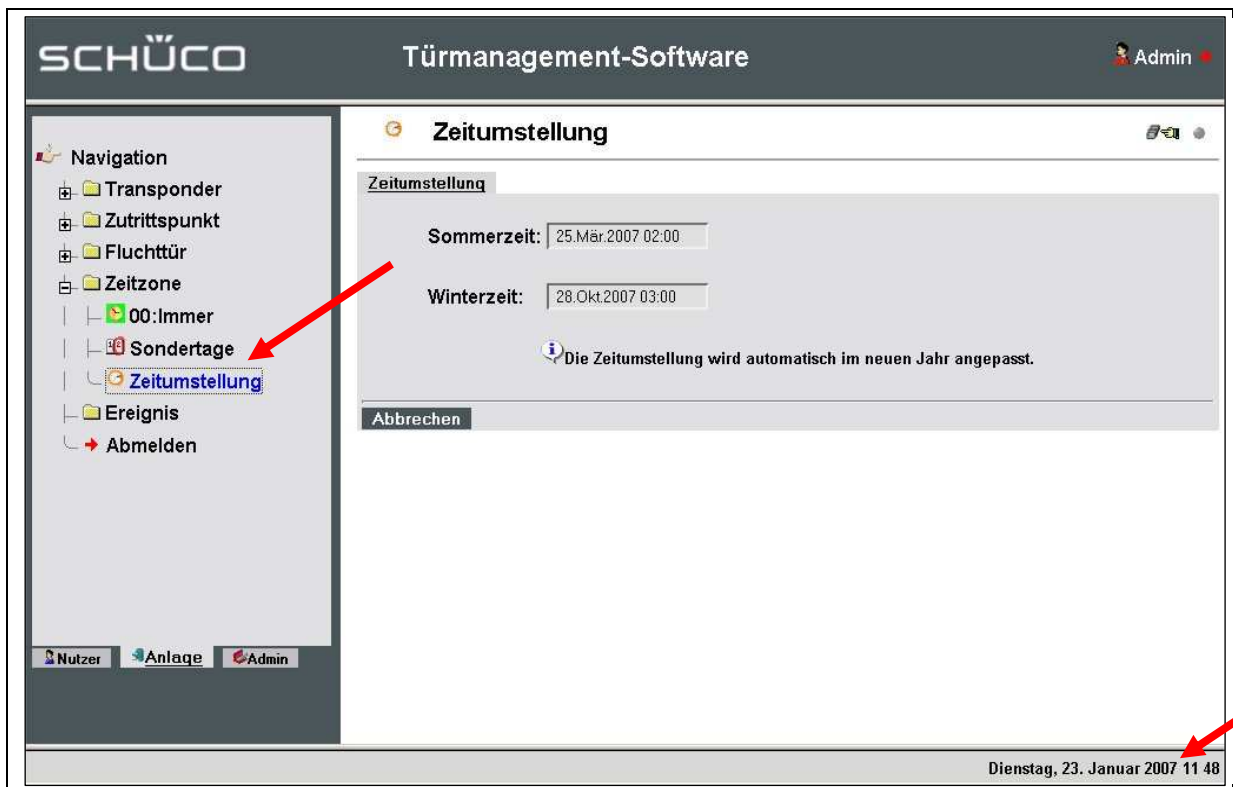 SCHÜCO
Türmanagement-Software
Admin
Navigation
Transponder
Zutrittspunkt
Fluchttür
Zeitzone
00:Immer
Sondertage
Zeitumstellung
Ereignis
Abmelden
Nutzer Anlage Admin
Zeitumstellung
Zeitumstellung
Sommerzeit: 25.Mär.2007 02:00
Winterzeit: 28.Okt.2007 03:00
Die Zeitumstellung wird automatisch im neuen Jahr angepasst.
Abbrechen
Dienstag, 23. Januar 2007 11 48